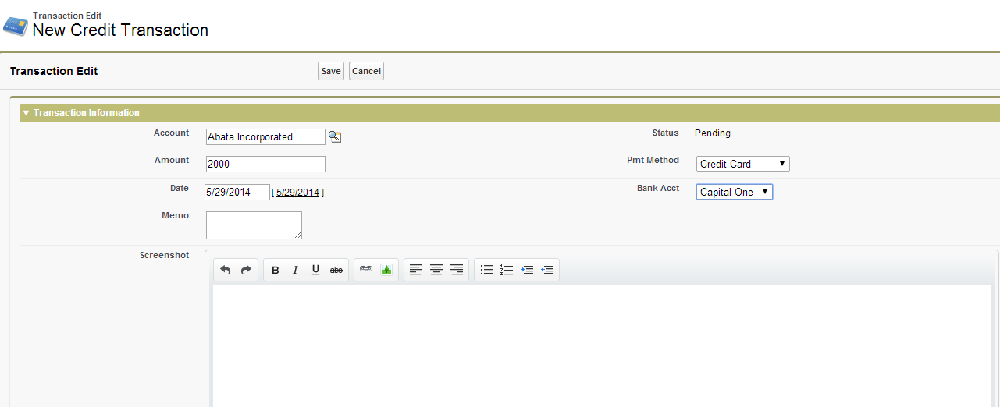 Transaction Edit
New Credit Transaction
Transaction Edit
Save Cancel
Transaction Information
Account Abata Incorporated Status Pending
Amount 2000 Pmt Method Credit Card
Date 5/29/2014 [ 5/29/2014 ] Bank Acct Capital One
Memo
Screenshot
B I U abc